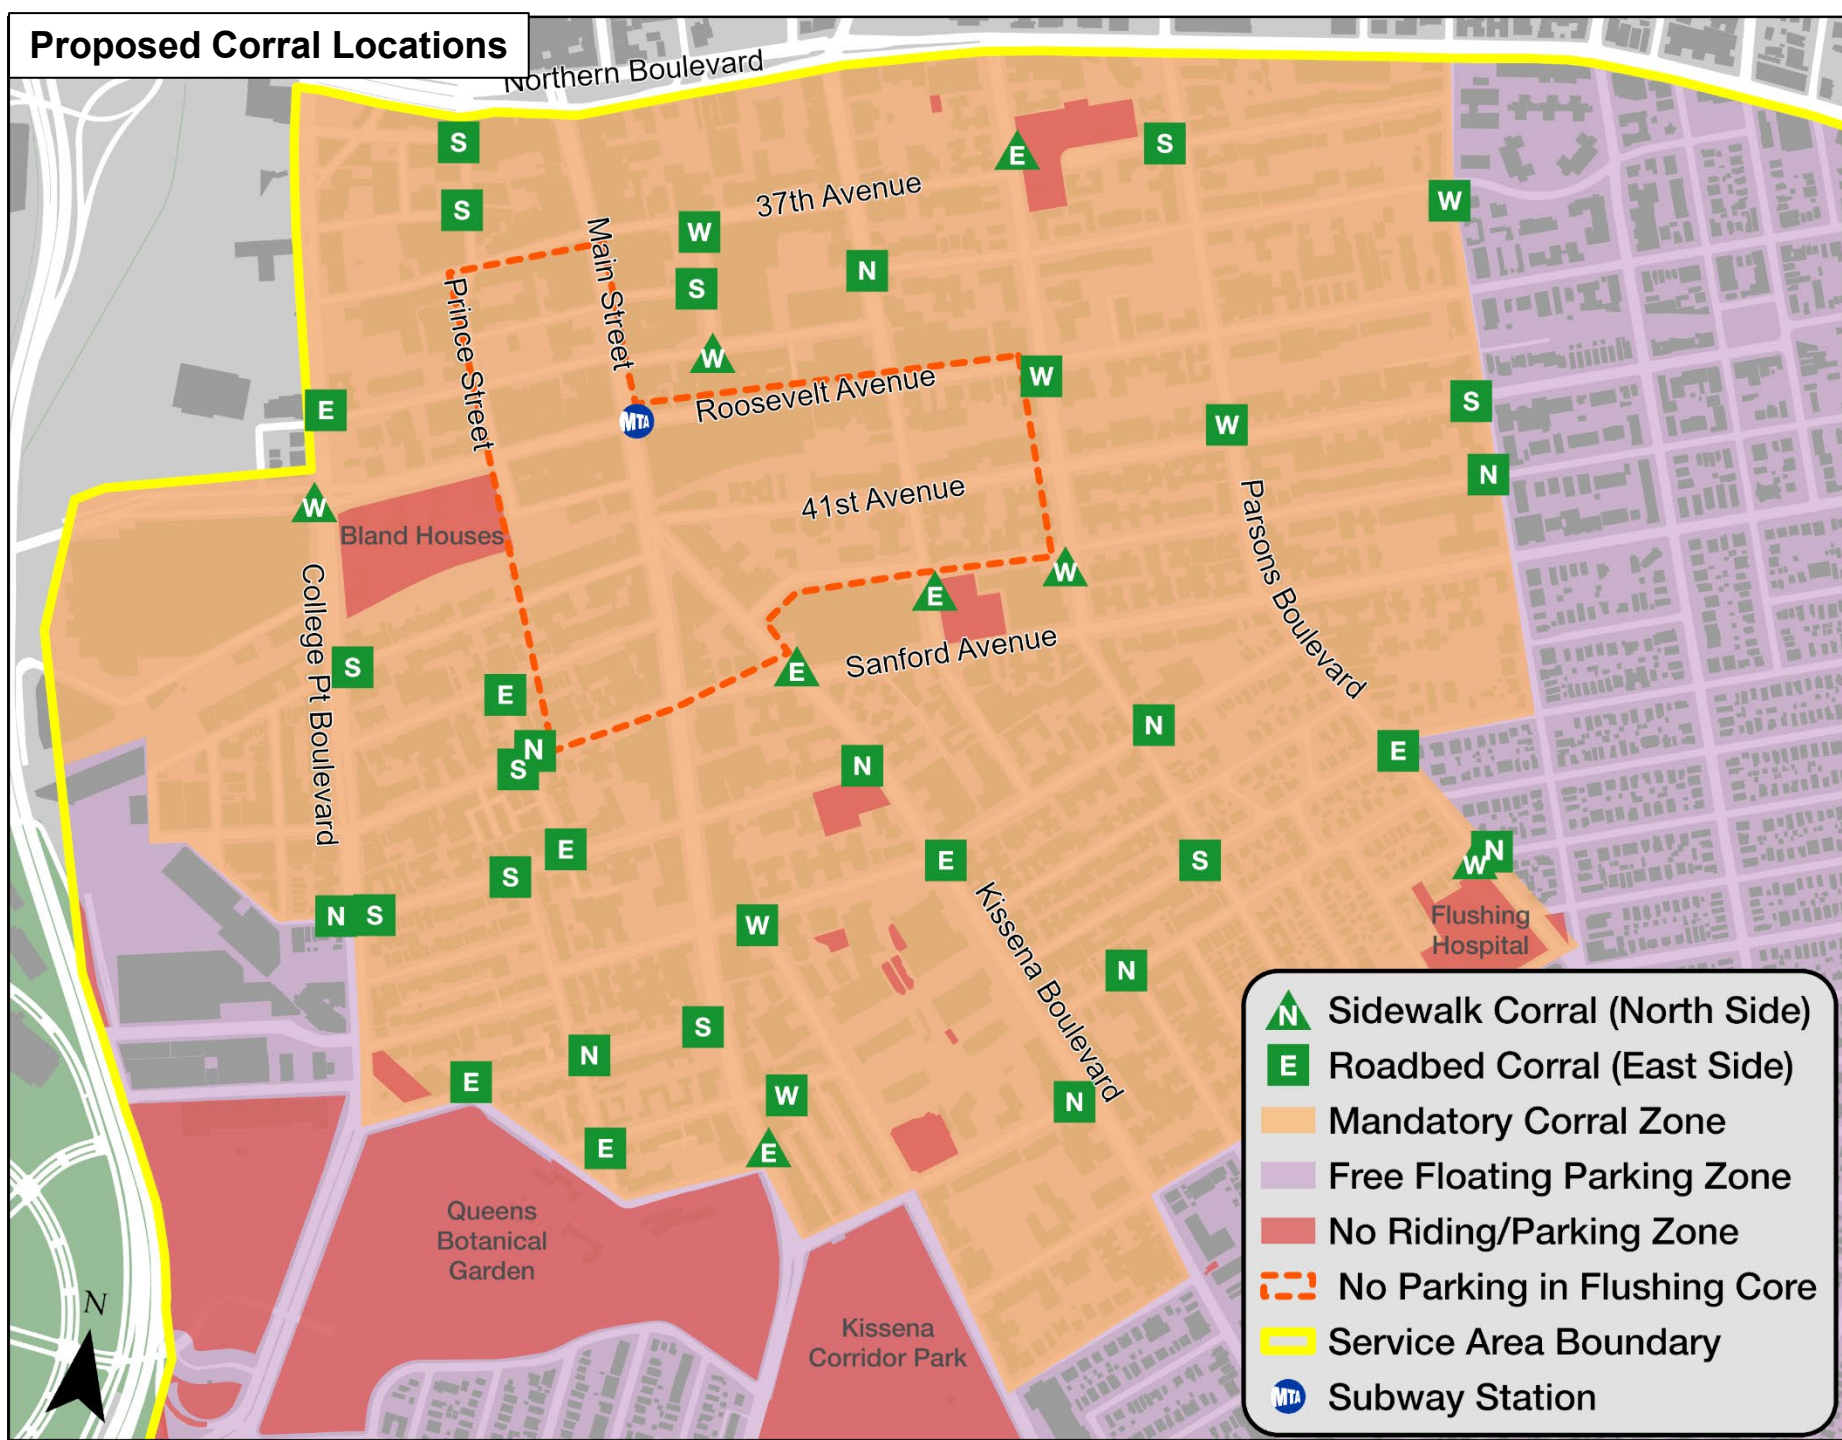 Proposed Corral Locations
Northern Boulevard
S
E
S
S
W
37th Avenue
W
Main Street
N
S
Prince Street
W
W
Roosevelt Avenue
E
MTA
W
S
N
W
41st Avenue
Parsons Boulevard
Bland Houses
College Pt Boulevard
W
E
Sanford Avenue
S
E
E
N
N
S
N
E
E
S
E
S
N
W
N S
W
Flushing
Hospital
Kissena Boulevard
N
S
N
E
W
N
E
E
Queens
Botanical
Garden
Kissena
Corridor Park
N
N Sidewalk Corral (North Side)
E Roadbed Corral (East Side)
Mandatory Corral Zone
Free Floating Parking Zone
No Riding/Parking Zone
No Parking in Flushing Core
Service Area Boundary
MTA Subway Station